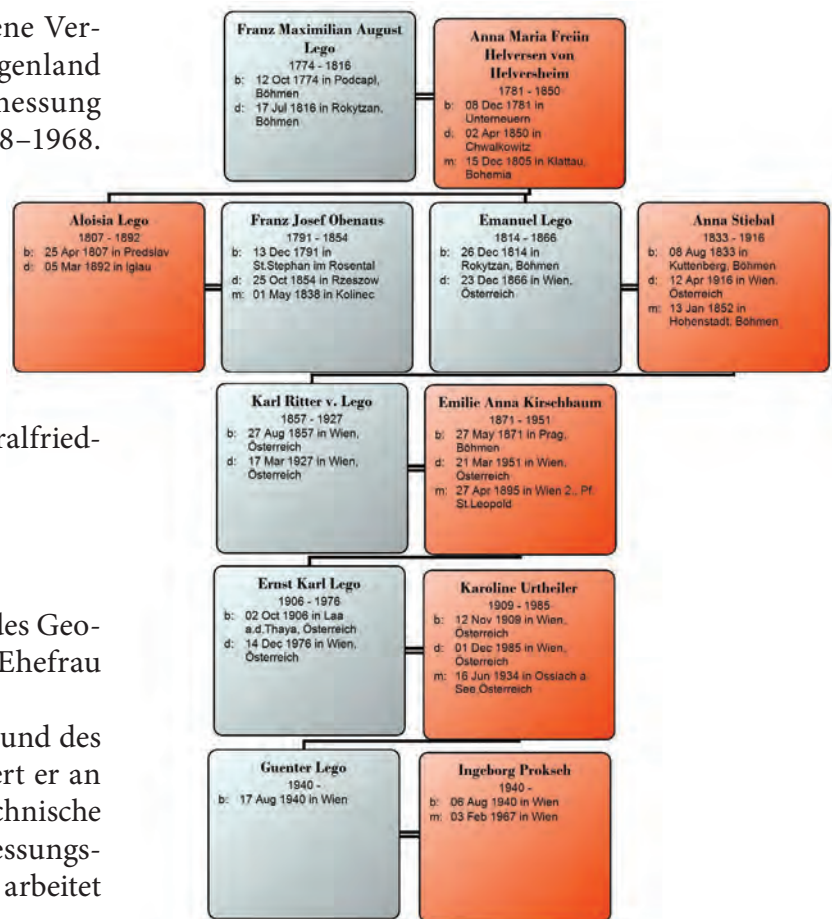 ene Ver-
genland
nessung
8–1968.
ralfried-
des Geo-
Ehefrau
und des
ert er an
chnische
essungs-
arbeitet
Franz Maximilian August
Lego
1774 - 1816
b: 12 Oct 1774 in Podcapl,
Böhmen
d: 17 Jul 1816 in Rokytzan,
Böhmen
Anna Maria Freiin
Helversen von
Helversheim
1781 - 1850
b: 08 Dec 1781 in
Unterneuern
d: 02 Apr 1850 in
Chwalkowitz
m: 15 Dec 1805 in Klattau,
Bohemia
Aloisia Lego
1807 - 1892
b: 25 Apr 1807 in Predslav
d: 05 Mar 1892 in Iglau
Franz Josef Obenaus
1791 - 1854
b: 13 Dec 1791 in
St.Stephan im Rosental
d: 25 Oct 1854 in Rzeszow
m: 01 May 1838 in Kolinec
Emanuel Lego
1814 - 1866
b: 26 Dec 1814 in
Rokytzan, Böhmen
d: 23 Dec 1866 in Wien,
Österreich
Anna Stiebal
1833 - 1916
b: 08 Aug 1833 in
Kuttenberg, Böhmen
d: 12 Apr 1916 in Wien,
Österreich
m: 13 Jan 1852 in
Hohenstadt, Böhmen
Karl Ritter v. Lego
1857 - 1927
b: 27 Aug 1857 in Wien,
Österreich
d: 17 Mar 1927 in Wien,
Österreich
Emilie Anna Kirschbaum
1871 - 1951
b: 27 May 1871 in Prag,
Böhmen
d: 21 Mar 1951 in Wien,
Österreich
m: 27 Apr 1895 in Wien 2., Pf.
St.Leopold
Ernst Karl Lego
1906 - 1976
b: 02 Oct 1906 in Laa
a.d.Thaya, Österreich
d: 14 Dec 1976 in Wien,
Österreich
Karoline Urtheiler
1909 - 1985
b: 12 Nov 1909 in Wien,
Österreich
d: 01 Dec 1985 in Wien,
Österreich
m: 16 Jun 1934 in Ossiach a.
See,Österreich
Guenter Lego
1940 -
b: 17 Aug 1940 in Wien
Ingeborg Proksch
1940 -
b: 06 Aug 1940 in Wien
m: 03 Feb 1967 in Wien